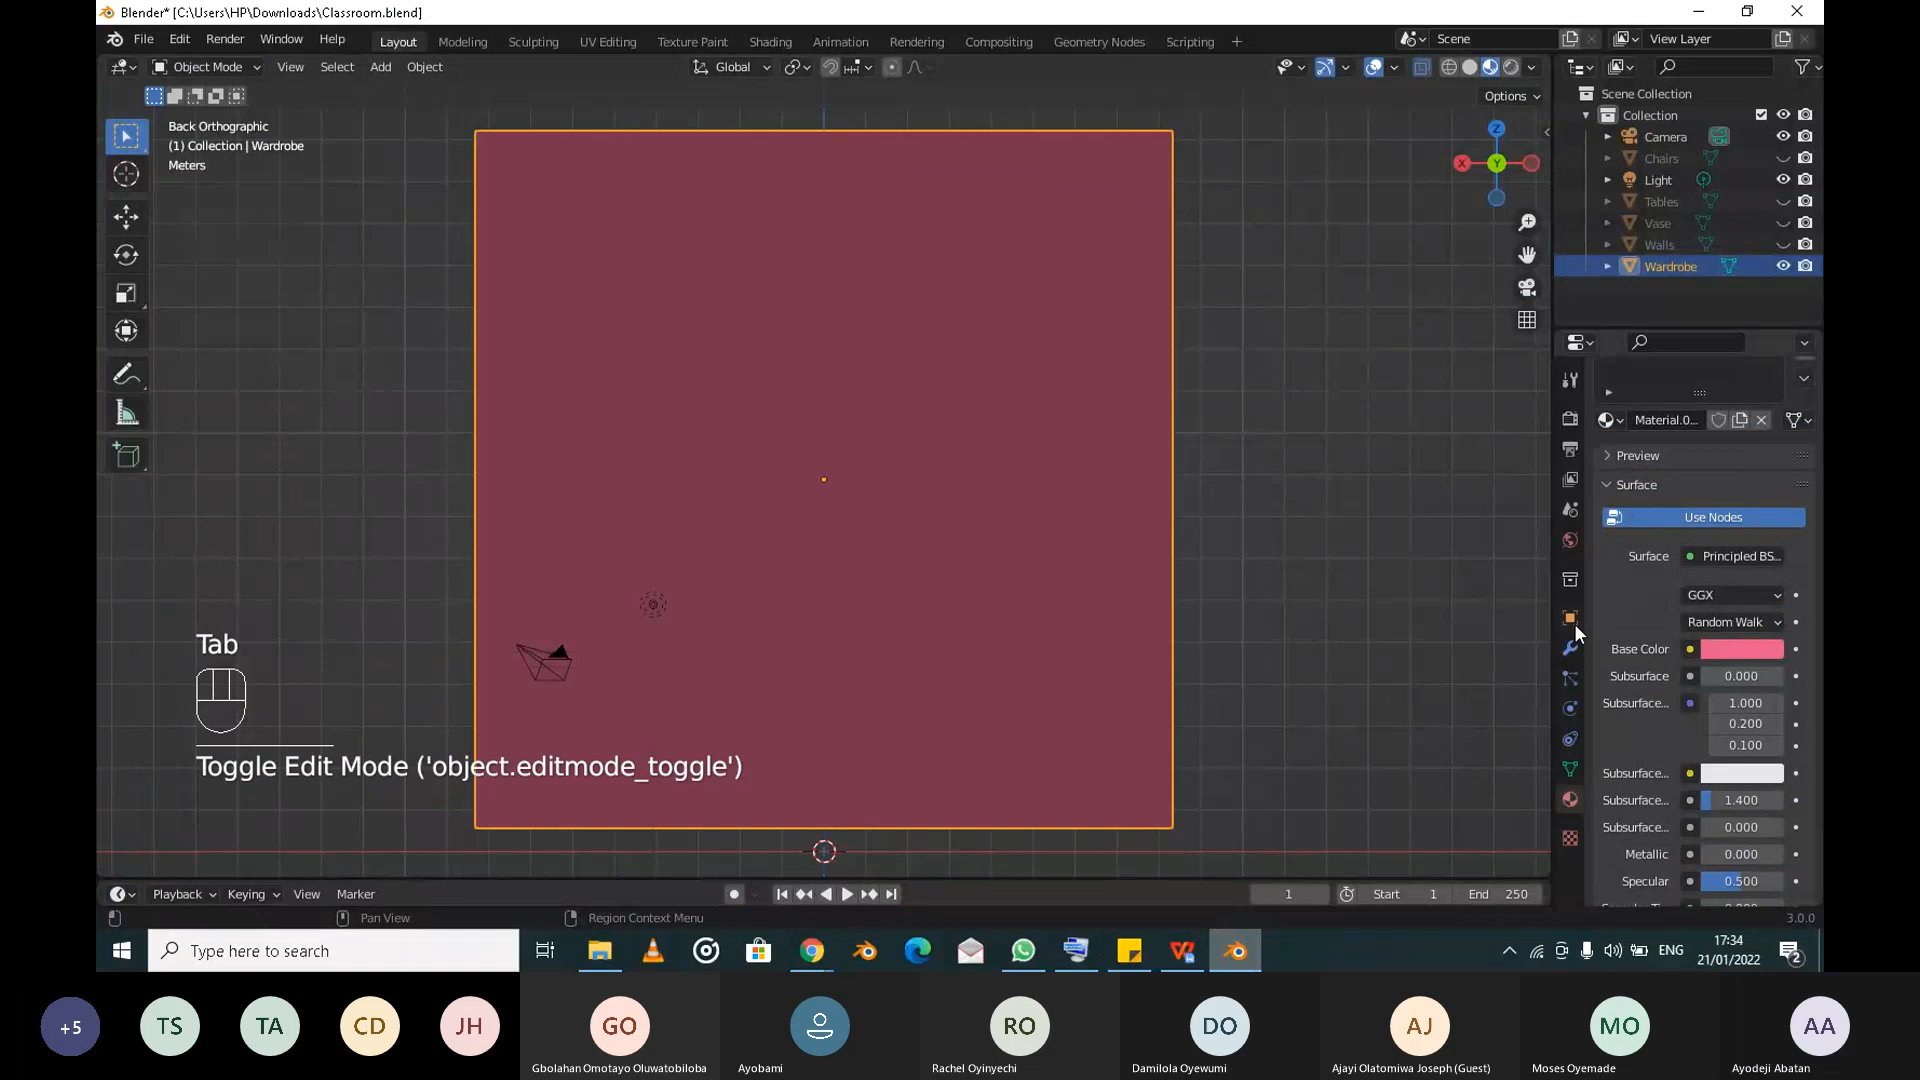 Blender* [C:\Users\HP\Downloads\Classroom.blend]
File Edit Render Window Help
Layout Modeling Sculpting UV Editing Texture Paint Shading Animation Rendering Compositing Geometry Nodes Scripting +
Scene
View Layer
Object Mode View Select Add Object
Global
Options
Back Orthographic
(1) Collection | Wardrobe
Meters
Z
X
Y
Scene Collection
Collection
Camera
Chairs
Light
Tables
Vase
Walls
Wardrobe
Material.0...
Preview
Surface
Use Nodes
Surface Principled BS...
GGX
Random Walk
Base Color
Subsurface 0.000
Subsurface... 1.000
0.200
0.100
Subsurface...
Subsurface... 1.400
Subsurface... 0.000
Metallic 0.000
Specular 0.500
Tab
Toggle Edit Mode ('object.editmode_toggle')
Playback Keying View Marker
1
Start 1
End 250
Pan View
Region Context Menu
3.0.0
Type here to search
ENG
17:34
21/01/2022
2
+5
TS
TA
CD
JH
GO
RO
DO
AJ
MO
AA
Gbolahan Omotayo Oluwatobiloba
Ayobami
Rachel Oyinyechi
Damilola Oyewumi
Ajayi Olatomiwa Joseph (Guest)
Moses Oyemade
Ayodeji Abatan